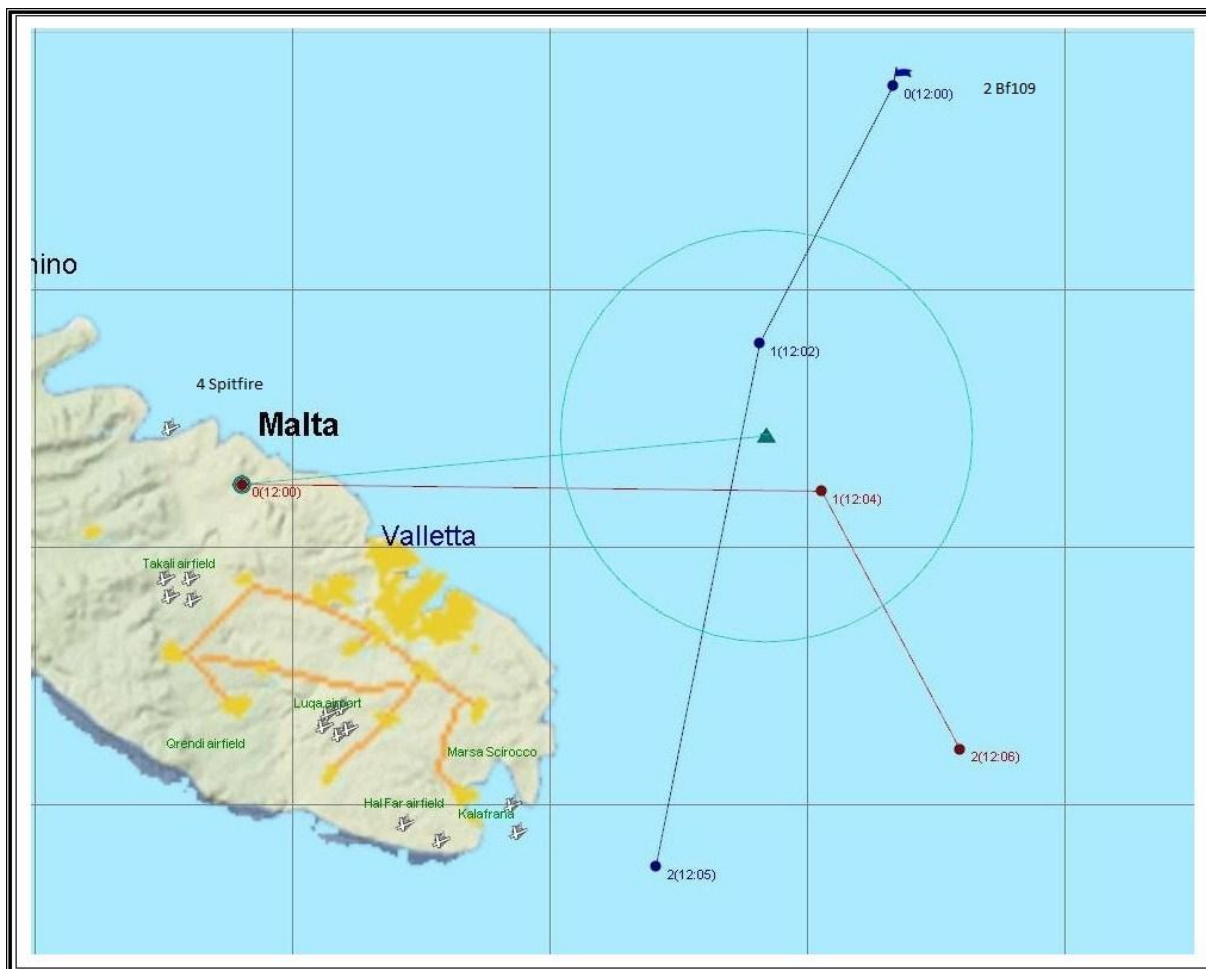 0(12:00)
2 Bf109
nino
1(12:02)
4 Spitfire
Malta
0(12:00)
1(12:04)
Valletta
Takali airfield
Luqa airport
Qrendi airfield
Marsa Scirocco
2(12:06)
Hal Far airfield
Kalafrana
2(12:05)